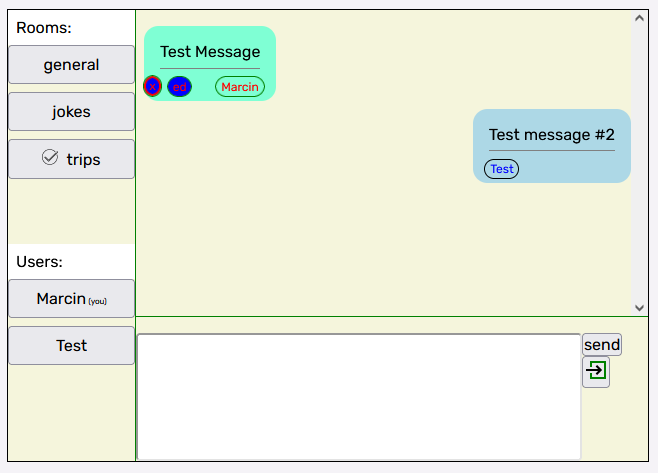 Rooms:
general
jokes
trips
Users:
Marcin (you)
Test
Test Message
x ed Marcin
Test message #2
Test
send